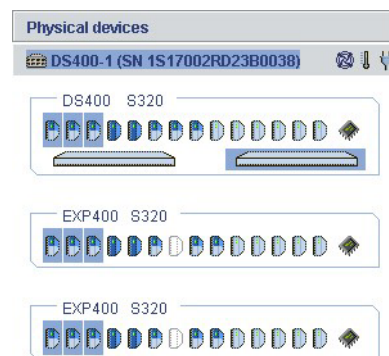 Physical devices
DS400-1 (SN 1S17002RD23B0038)
DS400 S320
EXP400 S320
EXP400 S320